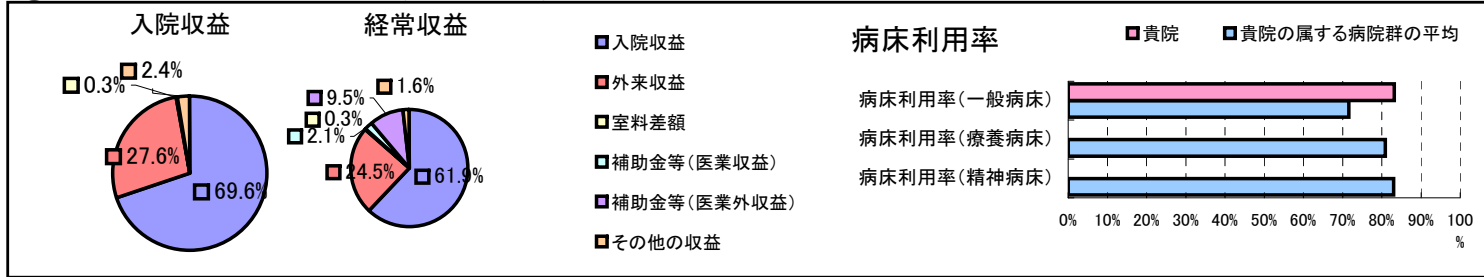 入院収益
2.4%
0.3%
27.6%
69.6%
経常収益
1.6%
9.5%
0.3%
2.1%
24.5%
61.9%
入院収益
外来収益
室料差額
補助金等(医業収益)
補助金等(医業外収益)
その他の収益
病床利用率
貴院
貴院の属する病院群の平均
病床利用率(一般病床)
病床利用率(療養病床)
病床利用率(精神病床)
0% 10% 20% 30% 40% 50% 60% 70% 80% 90% 100
%